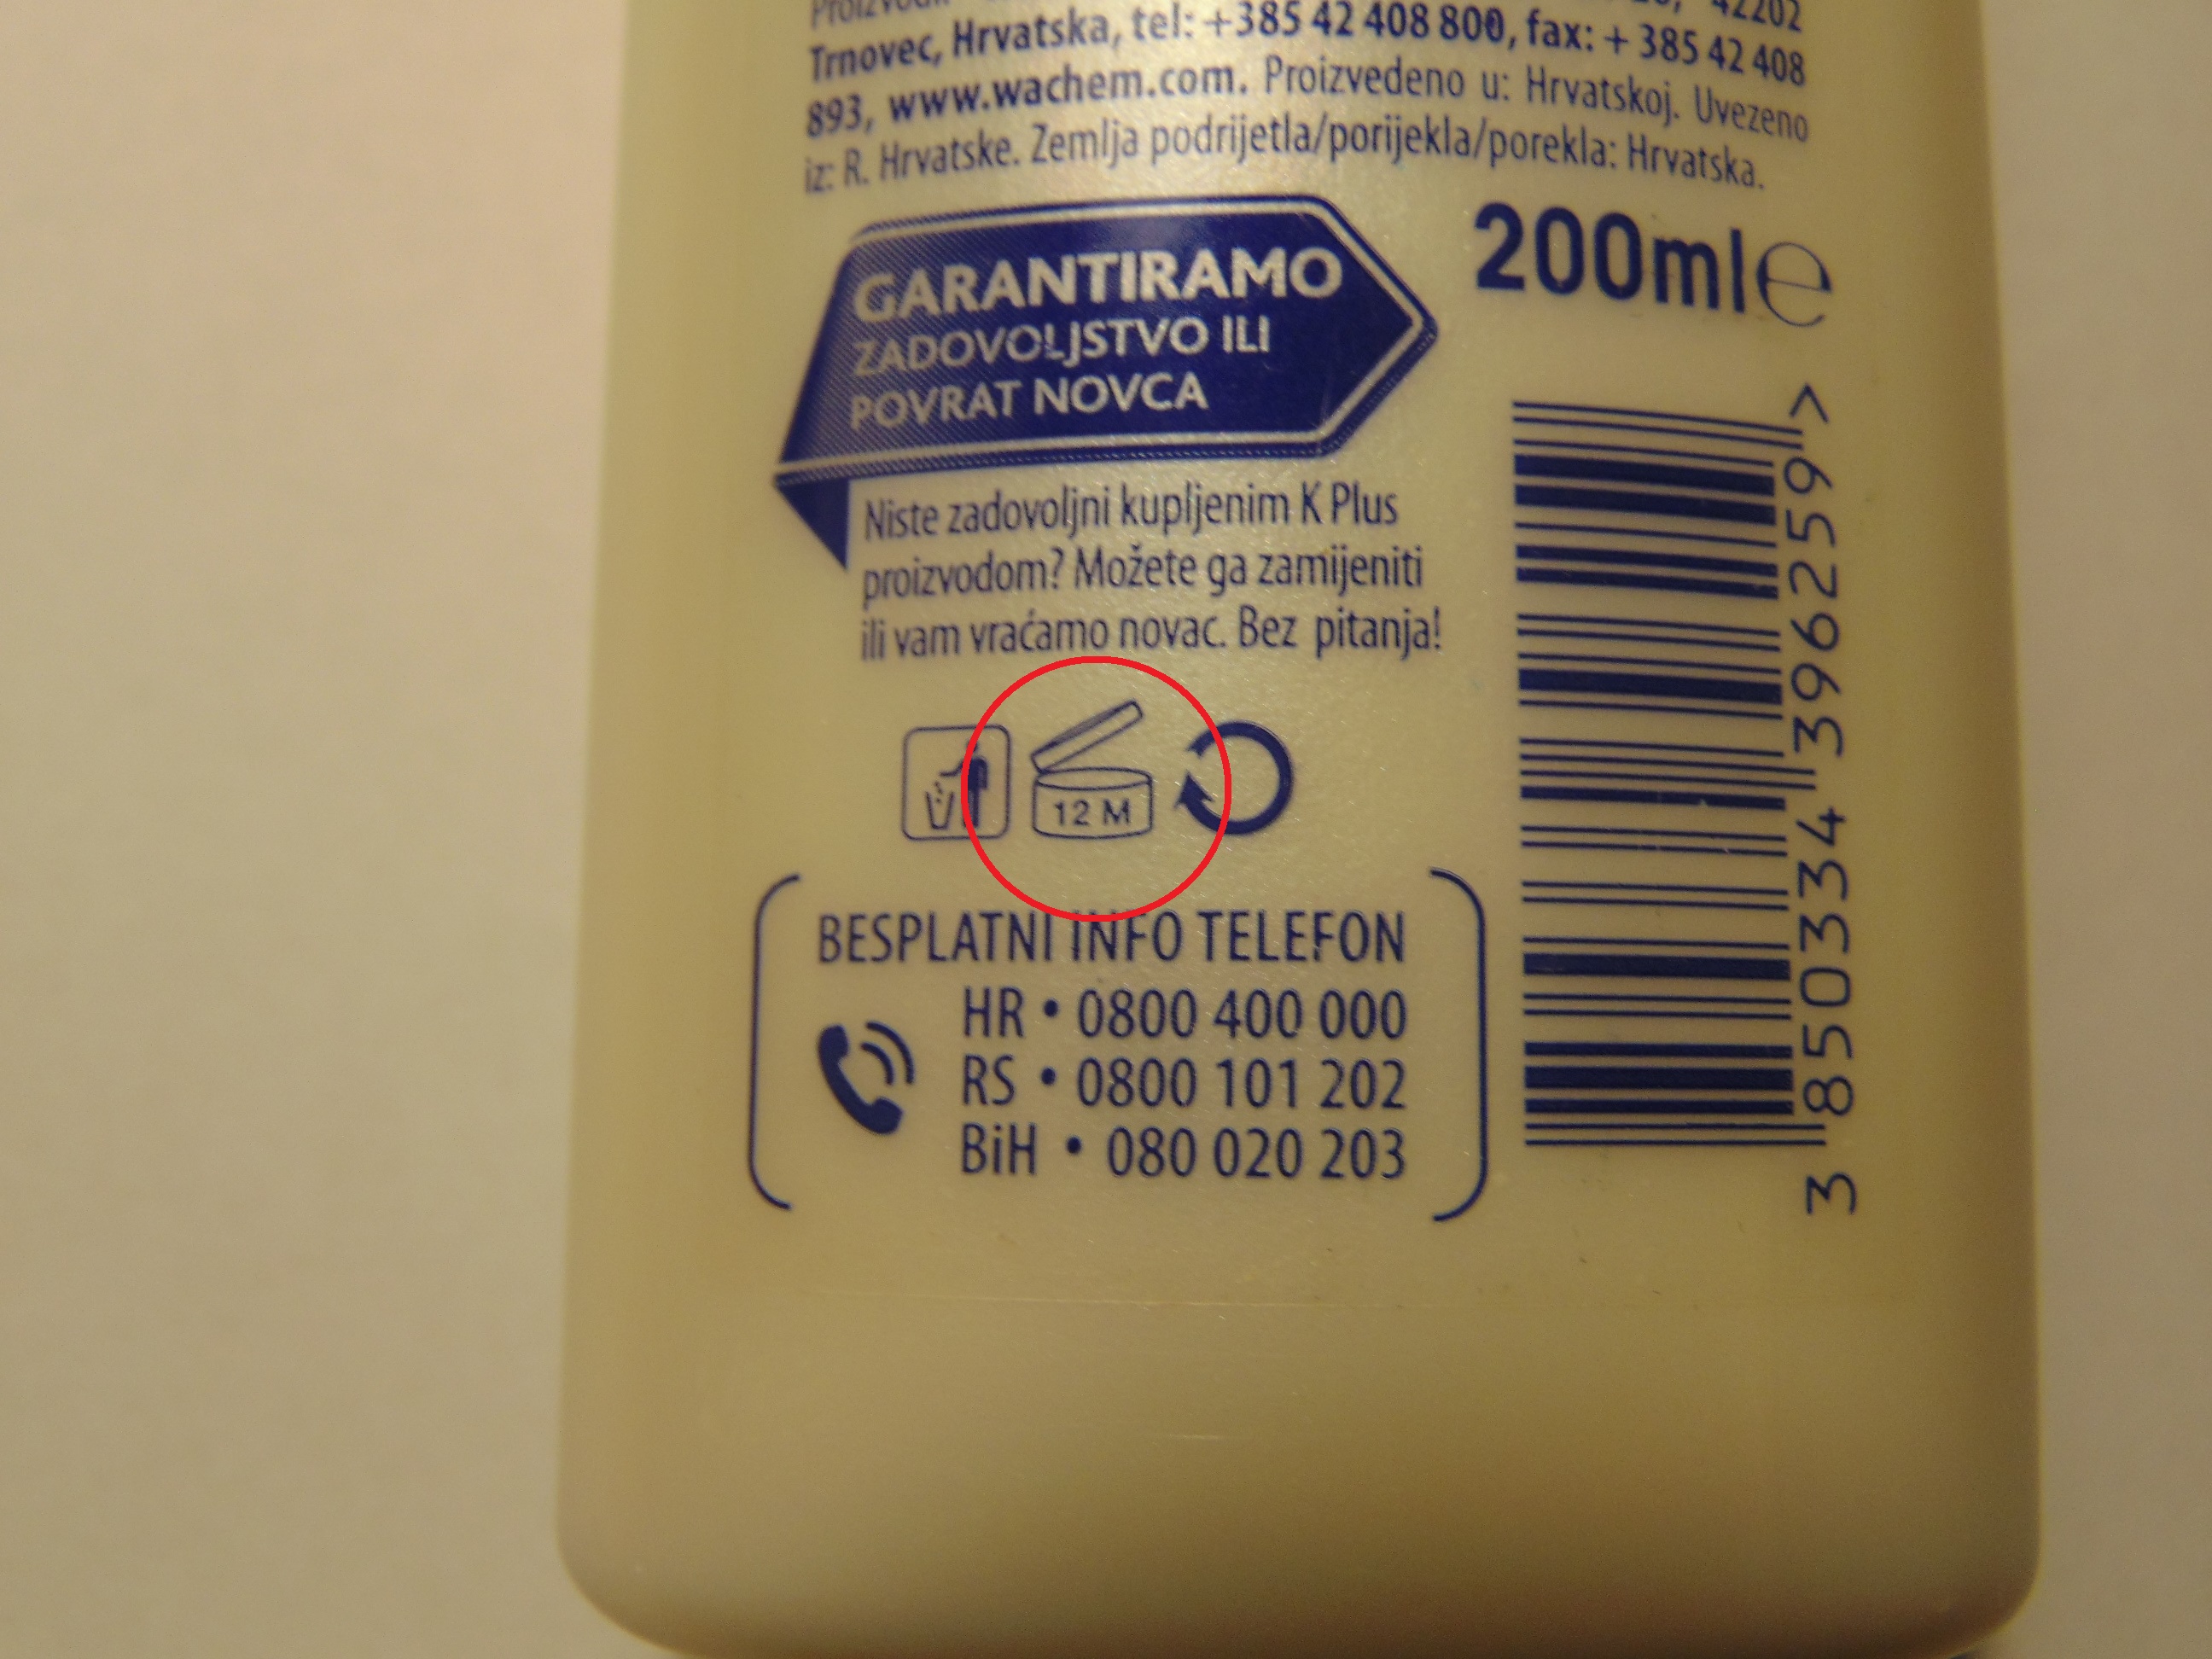 42202
Trnovec, Hrvatska, tel: +385 42 408 800, fax: + 385 42 408
893, www.wachem.com. Proizvedeno u: Hrvatskoj. Uvezeno
iz: R. Hrvatske. Zemlja podrijetla/porijekla/porekla: Hrvatska.
GARANTIRAMO
ZADOVOLJSTVO ILI
POVRAT NOVCA
200ml℮
Niste zadovoljni kupljenim K Plus
proizvodom? Možete ga zamijeniti
ili vam vraćamo novac. Bez pitanja!
12 M
BESPLATNI INFO TELEFON
HR • 0800 400 000
RS • 0800 101 202
BiH • 080 020 203
3 850334 396259 >